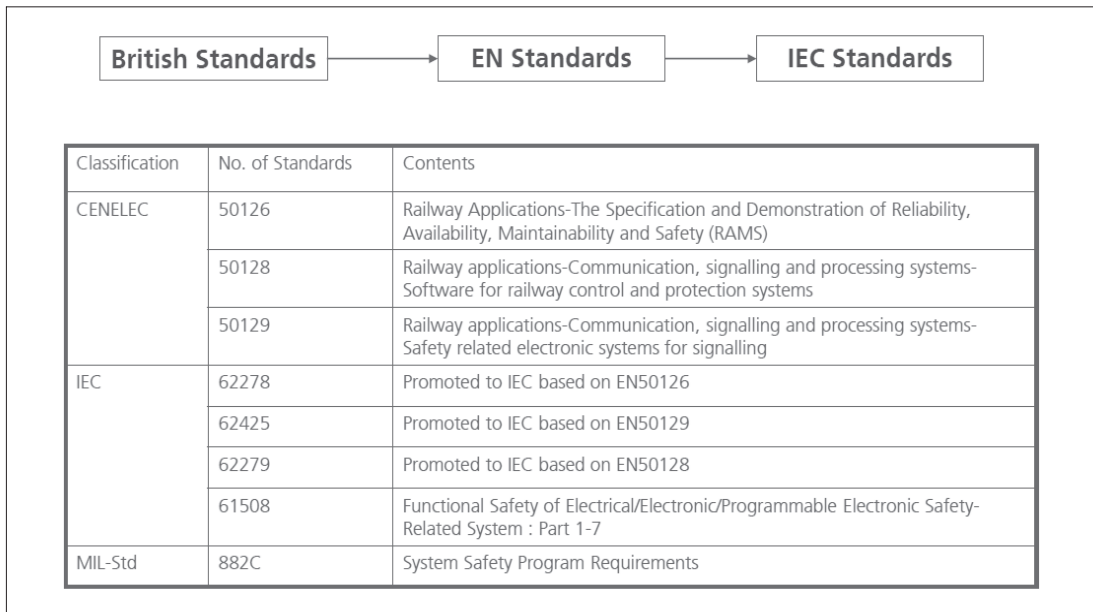 British Standards
EN Standards
IEC Standards
Classification
No. of Standards
Contents
CENELEC
50126
Railway Applications-The Specification and Demonstration of Reliability,
Availability, Maintainability and Safety (RAMS)
50128
Railway applications-Communication, signalling and processing systems-
Software for railway control and protection systems
50129
Railway applications-Communication, signalling and processing systems-
Safety related electronic systems for signalling
IEC
62278
Promoted to IEC based on EN50126
62425
Promoted to IEC based on EN50129
62279
Promoted to IEC based on EN50128
61508
Functional Safety of Electrical/Electronic/Programmable Electronic Safety-
Related System : Part 1-7
MIL-Std
882C
System Safety Program Requirements